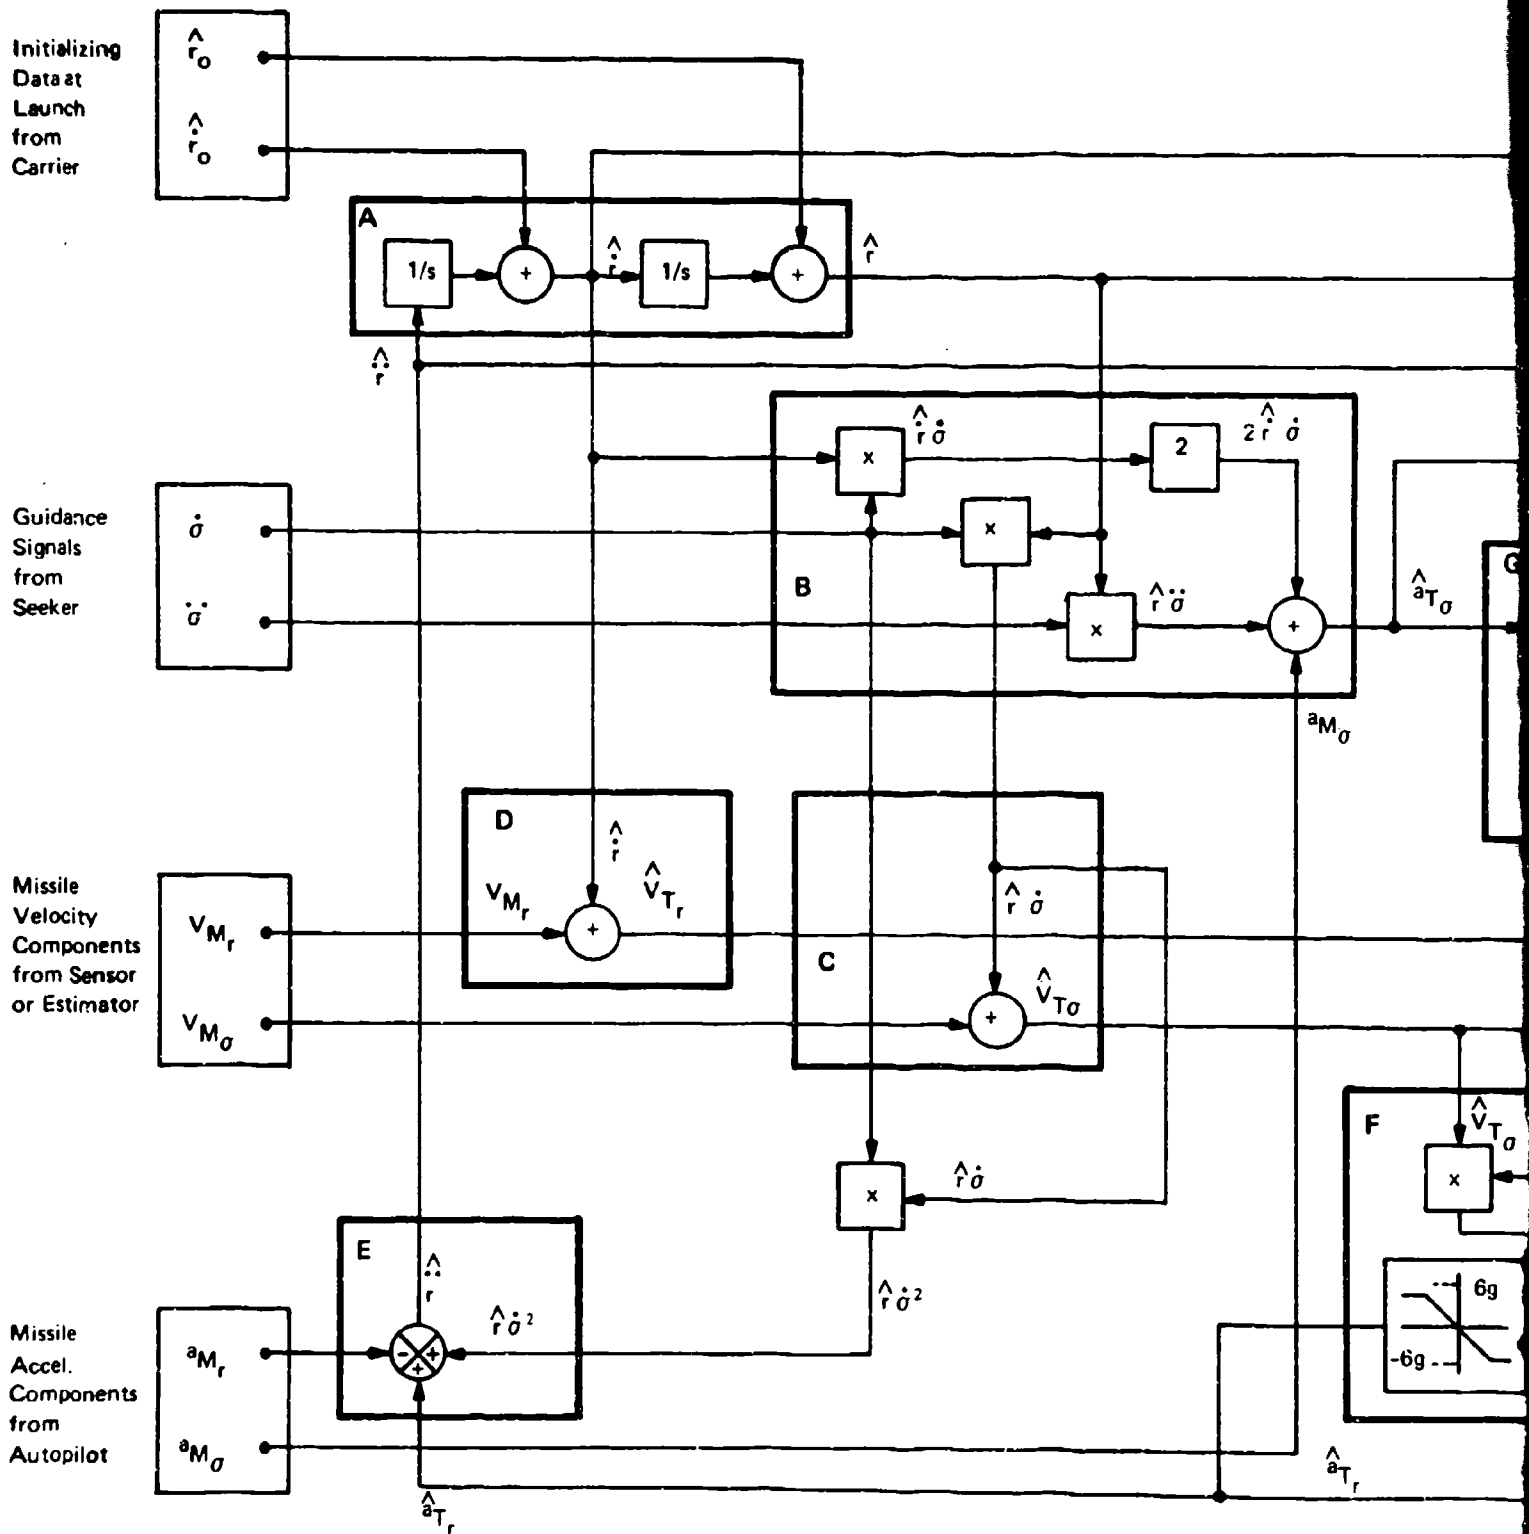 Initializing
Data at
Launch
from
Carrier
r̂o
ṙ̂o
A
1/s
+
ṙ̂
1/s
+
r̂
r̈̂
Guidance
Signals
from
Seeker
σ̇
σ̈
B
x
ṙ̂ σ̇
2
2 ṙ̂ σ̇
x
x
r̂ σ̈
+
âTσ
aMσ
G
Missile
Velocity
Components
from Sensor
or Estimator
VMr
VMσ
D
ṙ̂
VMr
V̂Tr
+
C
r̂ σ̇
V̂Tσ
+
x
r̂ σ̇
r̂ σ̇²
F
V̂Tσ
x
6g
-6g
E
r̈̂
r̂ σ̇²
-
+
+
Missile
Accel.
Components
from
Autopilot
aMr
aMσ
âTr
âTr